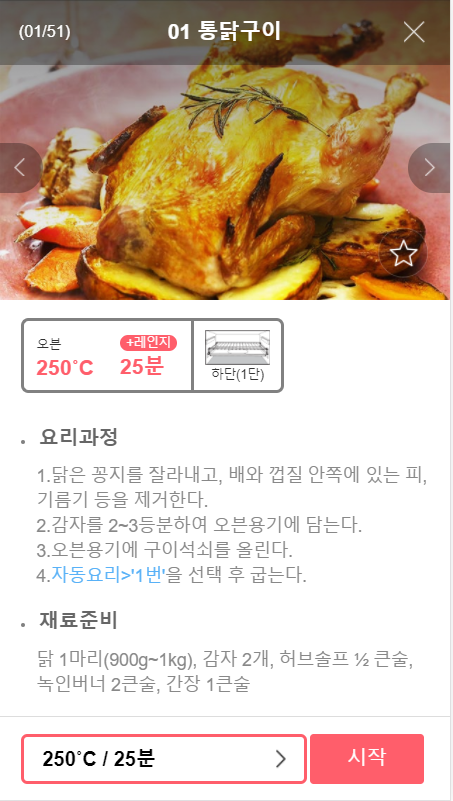 (01/51)
01 통닭구이
오븐
+레인지
250°C
25분
하단(1단)
요리과정
1.닭은 꽁지를 잘라내고, 배와 껍질 안쪽에 있는 피,
기름기 등을 제거한다.
2.감자를 2~3등분하여 오븐용기에 담는다.
3.오븐용기에 구이석쇠를 올린다.
4.자동요리>'1번'을 선택 후 굽는다.
재료준비
닭 1마리(900g~1kg), 감자 2개, 허브솔프 ½ 큰술,
녹인버너 2큰술, 간장 1큰술
250°C / 25분
시작